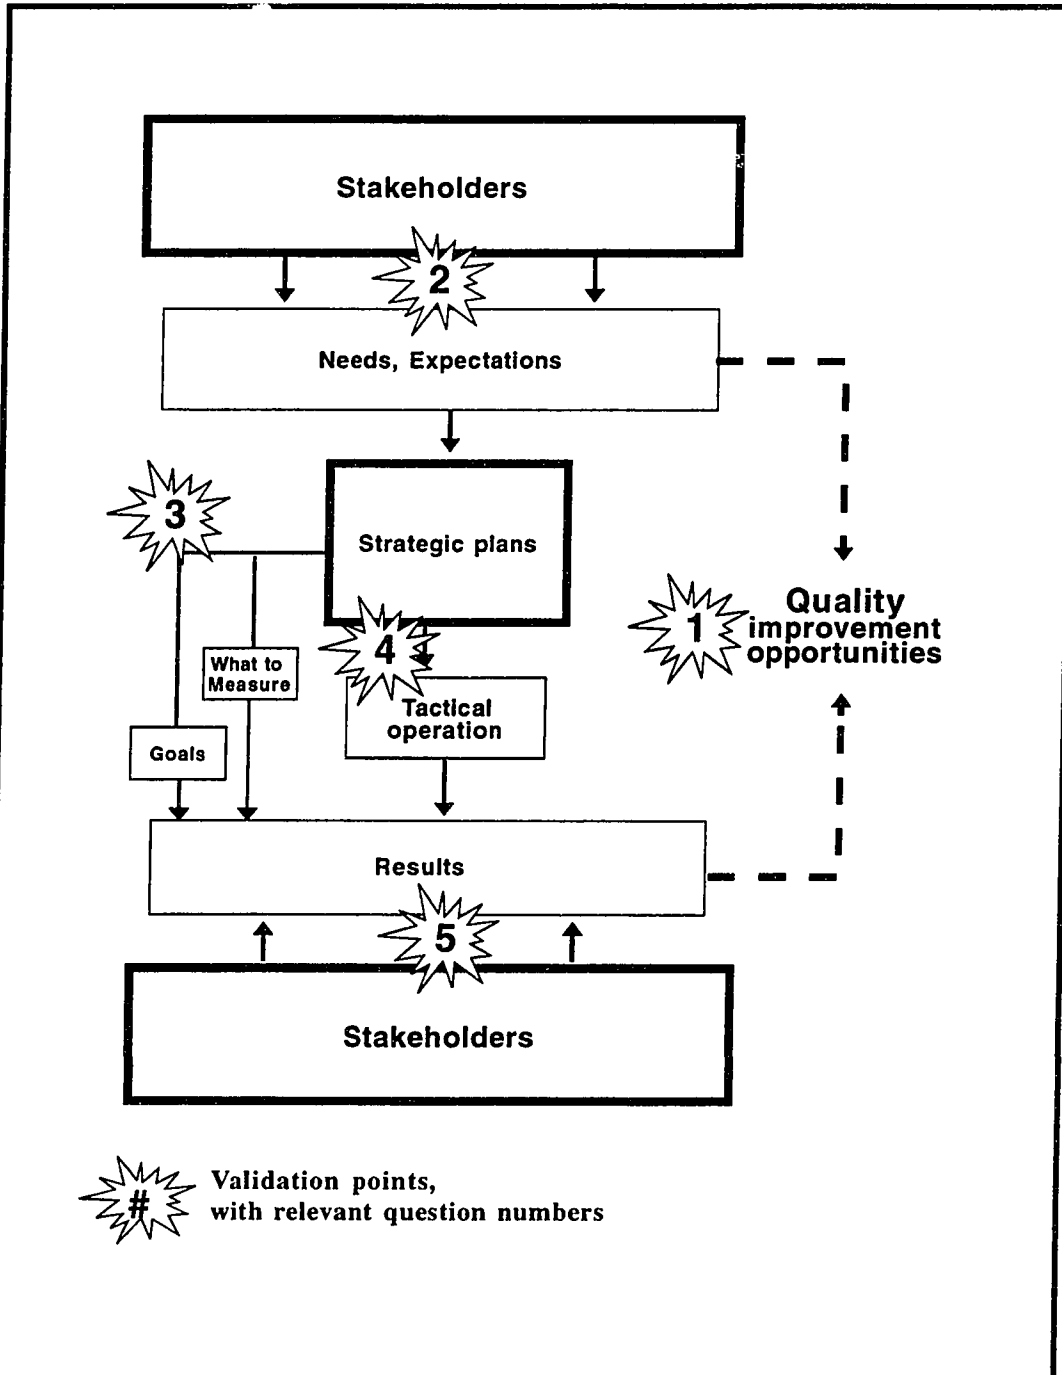 Stakeholders
2
Needs, Expectations
3
Strategic plans
1
Quality
improvement
opportunities
4
What to
Measure
Tactical
operation
Goals
Results
5
Stakeholders
#
Validation points,
with relevant question numbers